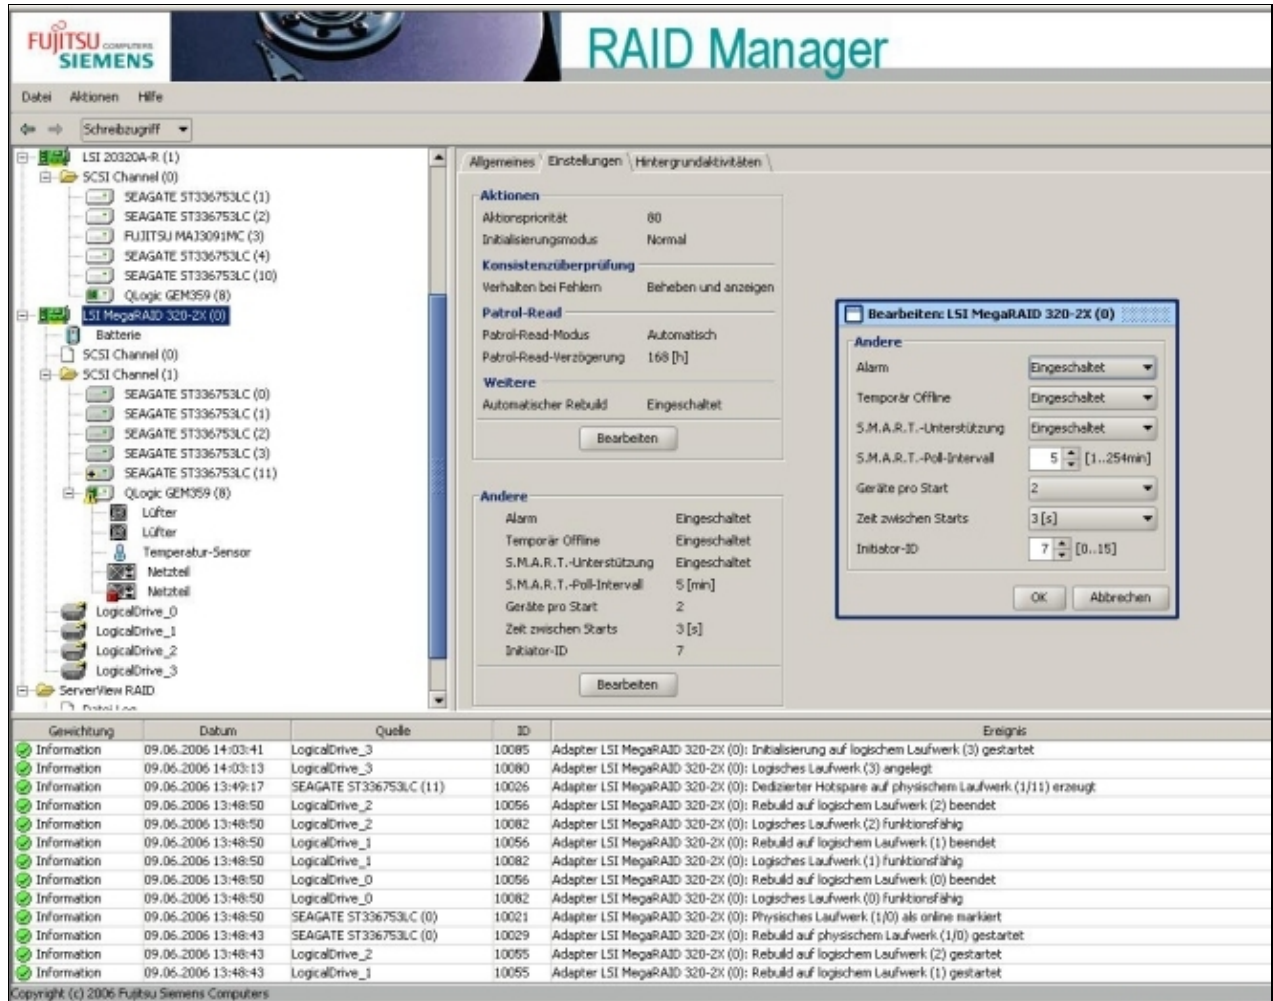 FUJITSU COMPUTERS
SIEMENS
RAID Manager
Datei Aktionen Hilfe
Schreibzugriff
LSI 20320A-R (1)
SCSI Channel (0)
SEAGATE ST336753LC (1)
SEAGATE ST336753LC (2)
FUJITSU MAJ3091MC (3)
SEAGATE ST336753LC (4)
SEAGATE ST336753LC (10)
QLogic GEM359 (8)
LSI MegaRAID 320-2X (0)
Batterie
SCSI Channel (0)
SCSI Channel (1)
SEAGATE ST336753LC (0)
SEAGATE ST336753LC (1)
SEAGATE ST336753LC (2)
SEAGATE ST336753LC (3)
SEAGATE ST336753LC (11)
QLogic GEM359 (8)
Lüfter
Lüfter
Temperatur-Sensor
Netzteil
Netzteil
LogicalDrive_0
LogicalDrive_1
LogicalDrive_2
LogicalDrive_3
ServerView RAID
Allgemeines Einstellungen Hintergrundaktivitäten
Aktionen
Aktionspriorität 80
Initialisierungsmodus Normal
Konsistenzüberprüfung
Verhalten bei Fehlern Beheben und anzeigen
Patrol-Read
Patrol-Read-Modus Automatisch
Patrol-Read-Verzögerung 168 [h]
Weitere
Automatischer Rebuild Eingeschaltet
Bearbeiten
Andere
Alarm Eingeschaltet
Temporär Offline Eingeschaltet
S.M.A.R.T.-Unterstützung Eingeschaltet
S.M.A.R.T.-Poll-Intervall 5 [min]
Geräte pro Start 2
Zeit zwischen Starts 3 [s]
Initiator-ID 7
Bearbeiten
Bearbeiten: LSI MegaRAID 320-2X (0)
Andere
Alarm Eingeschaltet
Temporär Offline Eingeschaltet
S.M.A.R.T.-Unterstützung Eingeschaltet
S.M.A.R.T.-Poll-Intervall 5 [1..254min]
Geräte pro Start 2
Zeit zwischen Starts 3 [s]
Initiator-ID 7 [0..15]
OK Abbrechen
Gewichtung Datum Quelle ID Ereignis
Information 09.06.2006 14:03:41 LogicalDrive_3 10085 Adapter LSI MegaRAID 320-2X (0): Initialisierung auf logischem Laufwerk (3) gestartet
Information 09.06.2006 14:03:13 LogicalDrive_3 10080 Adapter LSI MegaRAID 320-2X (0): Logisches Laufwerk (3) angelegt
Information 09.06.2006 13:49:17 SEAGATE ST336753LC (11) 10026 Adapter LSI MegaRAID 320-2X (0): Dedizierter Hotspare auf physischem Laufwerk (1/11) erzeugt
Information 09.06.2006 13:48:50 LogicalDrive_2 10056 Adapter LSI MegaRAID 320-2X (0): Rebuild auf logischem Laufwerk (2) beendet
Information 09.06.2006 13:48:50 LogicalDrive_2 10082 Adapter LSI MegaRAID 320-2X (0): Logisches Laufwerk (2) funktionsfähig
Information 09.06.2006 13:48:50 LogicalDrive_1 10056 Adapter LSI MegaRAID 320-2X (0): Rebuild auf logischem Laufwerk (1) beendet
Information 09.06.2006 13:48:50 LogicalDrive_1 10082 Adapter LSI MegaRAID 320-2X (0): Logisches Laufwerk (1) funktionsfähig
Information 09.06.2006 13:48:50 LogicalDrive_0 10056 Adapter LSI MegaRAID 320-2X (0): Rebuild auf logischem Laufwerk (0) beendet
Information 09.06.2006 13:48:50 LogicalDrive_0 10082 Adapter LSI MegaRAID 320-2X (0): Logisches Laufwerk (0) funktionsfähig
Information 09.06.2006 13:48:50 SEAGATE ST336753LC (0) 10021 Adapter LSI MegaRAID 320-2X (0): Physisches Laufwerk (1/0) als online markiert
Information 09.06.2006 13:48:43 SEAGATE ST336753LC (0) 10029 Adapter LSI MegaRAID 320-2X (0): Rebuild auf physischem Laufwerk (1/0) gestartet
Information 09.06.2006 13:48:43 LogicalDrive_2 10055 Adapter LSI MegaRAID 320-2X (0): Rebuild auf logischem Laufwerk (2) gestartet
Information 09.06.2006 13:48:43 LogicalDrive_1 10055 Adapter LSI MegaRAID 320-2X (0): Rebuild auf logischem Laufwerk (1) gestartet
Copyright (c) 2006 Fujitsu Siemens Computers